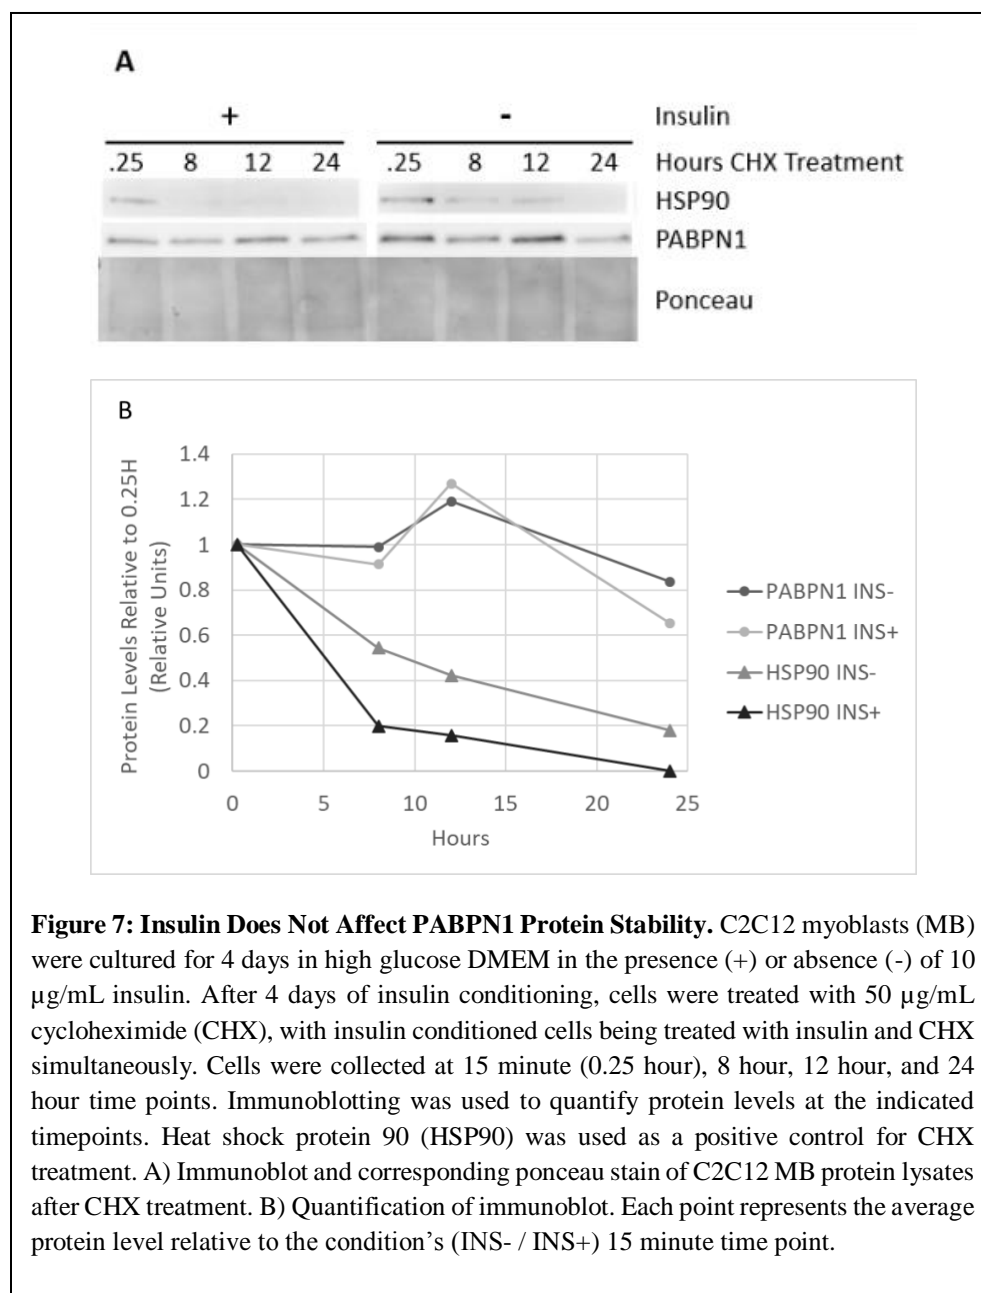 A
+ - Insulin
.25 8 12 24 .25 8 12 24 Hours CHX Treatment
HSP90
PABPN1
Ponceau
B
Protein Levels Relative to 0.25H
(Relative Units)
1.4
1.2
1
0.8
0.6
0.4
0.2
0
0 5 10 15 20 25
Hours
PABPN1 INS-
PABPN1 INS+
HSP90 INS-
HSP90 INS+
Figure 7: Insulin Does Not Affect PABPN1 Protein Stability. C2C12 myoblasts (MB)
were cultured for 4 days in high glucose DMEM in the presence (+) or absence (-) of 10
µg/mL insulin. After 4 days of insulin conditioning, cells were treated with 50 µg/mL
cycloheximide (CHX), with insulin conditioned cells being treated with insulin and CHX
simultaneously. Cells were collected at 15 minute (0.25 hour), 8 hour, 12 hour, and 24
hour time points. Immunoblotting was used to quantify protein levels at the indicated
timepoints. Heat shock protein 90 (HSP90) was used as a positive control for CHX
treatment. A) Immunoblot and corresponding ponceau stain of C2C12 MB protein lysates
after CHX treatment. B) Quantification of immunoblot. Each point represents the average
protein level relative to the condition's (INS- / INS+) 15 minute time point.